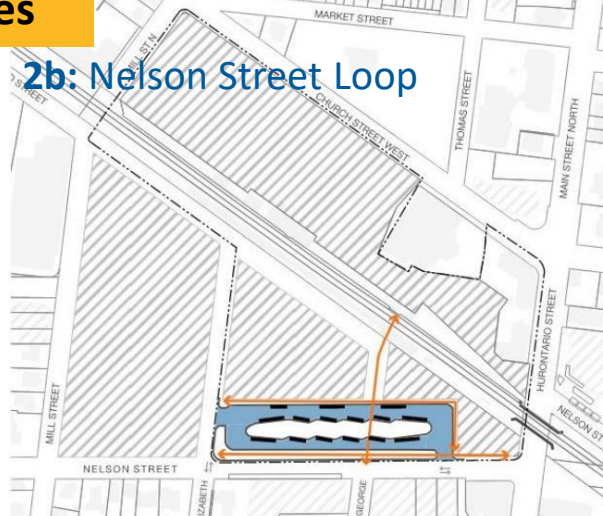 es
2b: Nelson Street Loop
MARKET STREET
MILL ST N
STREET
CHURCH STREET WEST
THOMAS STREET
MAIN STREET NORTH
HURONTARIO STREET
MILL STREET
NELSON ST
NELSON STREET
IZABETH
GEORGE